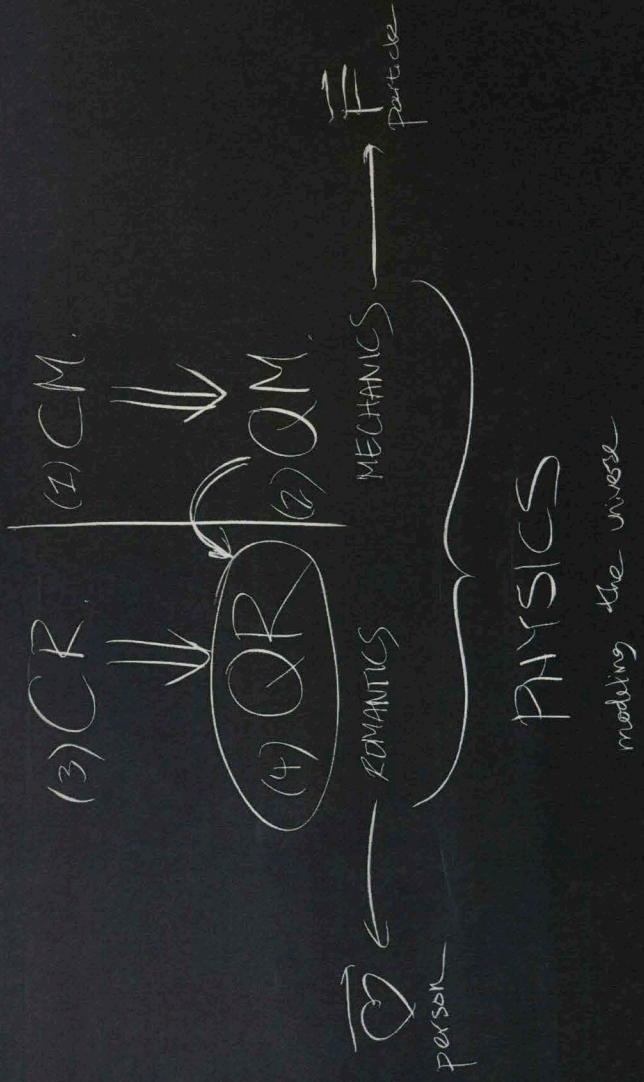 (3) CR. (1) CM.
(4) QR (2) QM.
person ROMANTICS MECHANICS F particle
PHYSICS
modeling the universe